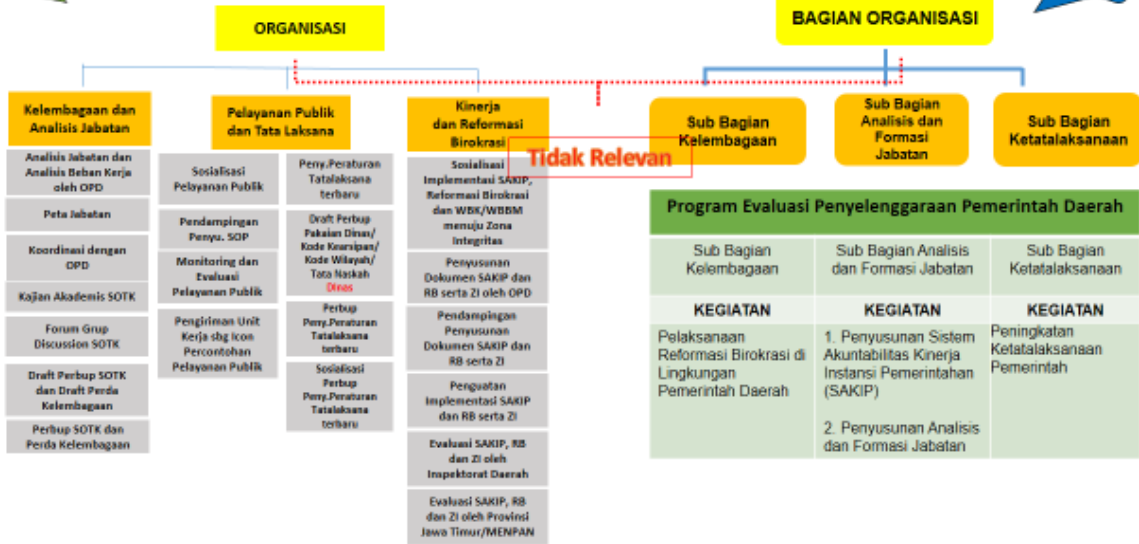 ORGANISASI
Kelembagaan dan
Analisis Jabatan
Analisis Jabatan dan
Analisis Beban Kerja
oleh OPD
Peta Jabatan
Koordinasi dengan
OPD
Kajian Akademis SOTK
Forum Grup
Discussion SOTK
Draft Perbup SOTK
dan Draft Perda
Kelembagaan
Perbup SOTK dan
Perda Kelembagaan
Pelayanan Publik
dan Tata Laksana
Sosialisasi
Pelayanan Publik
Pendampingan
Penyu. SOP
Monitoring dan
Evaluasi
Pelayanan Publik
Pengiriman Unit
Kerja sbg Icon
Percontohan
Pelayanan Publik
Peny.Peraturan
Tatalaksana
terbaru
Draft Perbup
Pakaian Dinas/
Kode Kearsipan/
Kode Wilayah/
Tata Naskah
Dinas
Perbup
Peny.Peraturan
Tatalaksana
terbaru
Sosialisasi
Perbup
Peny.Peraturan
Tatalaksana
terbaru
Kinerja
dan Reformasi
Birokrasi
Sosialisasi
Implementasi SAKIP,
Reformasi Birokrasi
dan WBK/WBBM
menuju Zona
Integritas
Penyusunan
Dokumen SAKIP dan
RB serta ZI oleh OPD
Pendampingan
Penyusunan
Dokumen SAKIP dan
RB serta ZI
Penguatan
Implementasi SAKIP
dan RB serta ZI
Evaluasi SAKIP, RB
dan ZI oleh
Inspektorat Daerah
Evaluasi SAKIP, RB
dan ZI oleh Provinsi
Jawa Timur/MENPAN
Tidak Relevan
BAGIAN ORGANISASI
Sub Bagian
Kelembagaan
Sub Bagian
Analisis dan
Formasi
Jabatan
Sub Bagian
Ketatalaksanaan
Program Evaluasi Penyelenggaraan Pemerintah Daerah
Sub Bagian
Kelembagaan
Sub Bagian Analisis
dan Formasi Jabatan
Sub Bagian
Ketatalaksanaan
KEGIATAN
KEGIATAN
KEGIATAN
Pelaksanaan
Reformasi Birokrasi di
Lingkungan
Pemerintah Daerah
1. Penyusunan Sistem
Akuntabilitas Kinerja
Instansi Pemerintahan
(SAKIP)
2. Penyusunan Analisis
dan Formasi Jabatan
Peningkatan
Ketatalaksanaan
Pemerintah